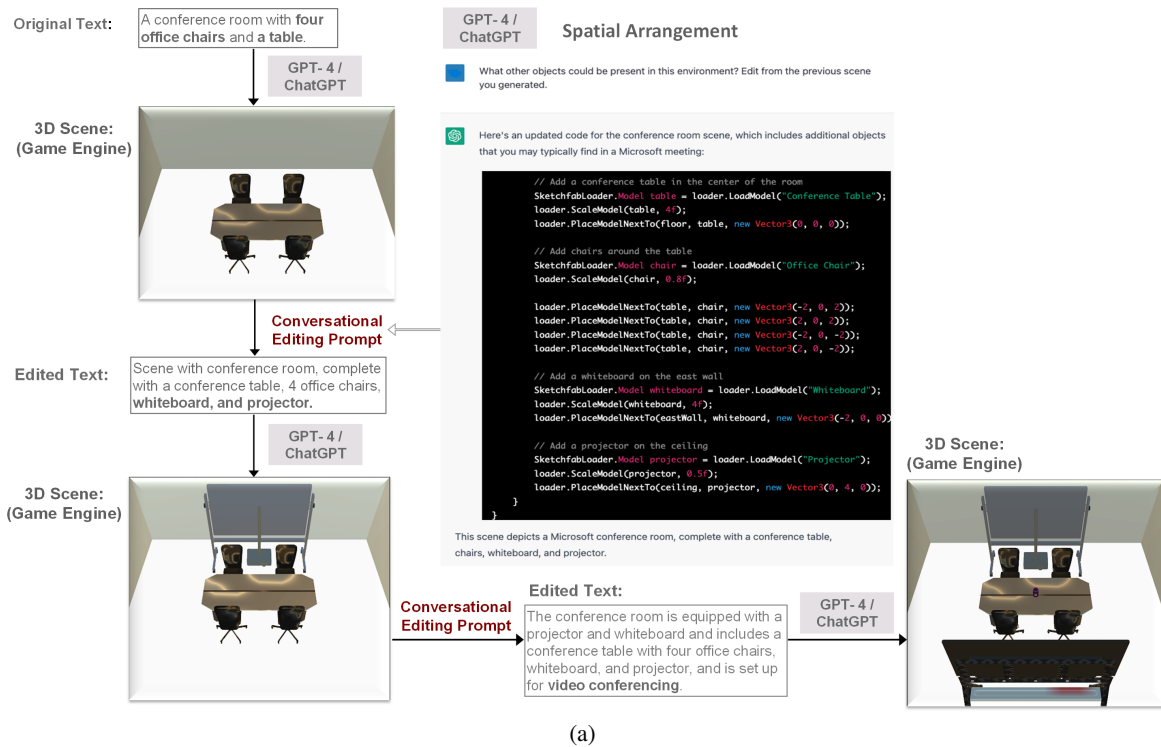 Original Text:
A conference room with four
office chairs and a table.
GPT- 4 /
ChatGPT
3D Scene:
(Game Engine)
Conversational
Editing Prompt
Edited Text:
Scene with conference room, complete
with a conference table, 4 office chairs,
whiteboard, and projector.
GPT- 4 /
ChatGPT
3D Scene:
(Game Engine)
GPT- 4 /
ChatGPT
Spatial Arrangement
What other objects could be present in this environment? Edit from the previous scene
you generated.
Here's an updated code for the conference room scene, which includes additional objects
that you may typically find in a Microsoft meeting:
// Add a conference table in the center of the room
SketchfabLoader.Model table = loader.LoadModel("Conference Table");
loader.ScaleModel(table, 4f);
loader.PlaceModelNextTo(floor, table, new Vector3(0, 0, 0));
// Add chairs around the table
SketchfabLoader.Model chair = loader.LoadModel("Office Chair");
loader.ScaleModel(chair, 0.8f);
loader.PlaceModelNextTo(table, chair, new Vector3(-2, 0, 2));
loader.PlaceModelNextTo(table, chair, new Vector3(2, 0, 2));
loader.PlaceModelNextTo(table, chair, new Vector3(-2, 0, -2));
loader.PlaceModelNextTo(table, chair, new Vector3(2, 0, -2));
// Add a whiteboard on the east wall
SketchfabLoader.Model whiteboard = loader.LoadModel("Whiteboard");
loader.ScaleModel(whiteboard, 4f);
loader.PlaceModelNextTo(eastWall, whiteboard, new Vector3(-2, 0, 0))
// Add a projector on the ceiling
SketchfabLoader.Model projector = loader.LoadModel("Projector");
loader.ScaleModel(projector, 0.5f);
loader.PlaceModelNextTo(ceiling, projector, new Vector3(0, 4, 0));
}
}
This scene depicts a Microsoft conference room, complete with a conference table,
chairs, whiteboard, and projector.
Conversational
Editing Prompt
Edited Text:
The conference room is equipped with a
projector and whiteboard and includes a
conference table with four office chairs,
whiteboard, and projector, and is set up
for video conferencing.
GPT- 4 /
ChatGPT
3D Scene:
(Game Engine)
(a)